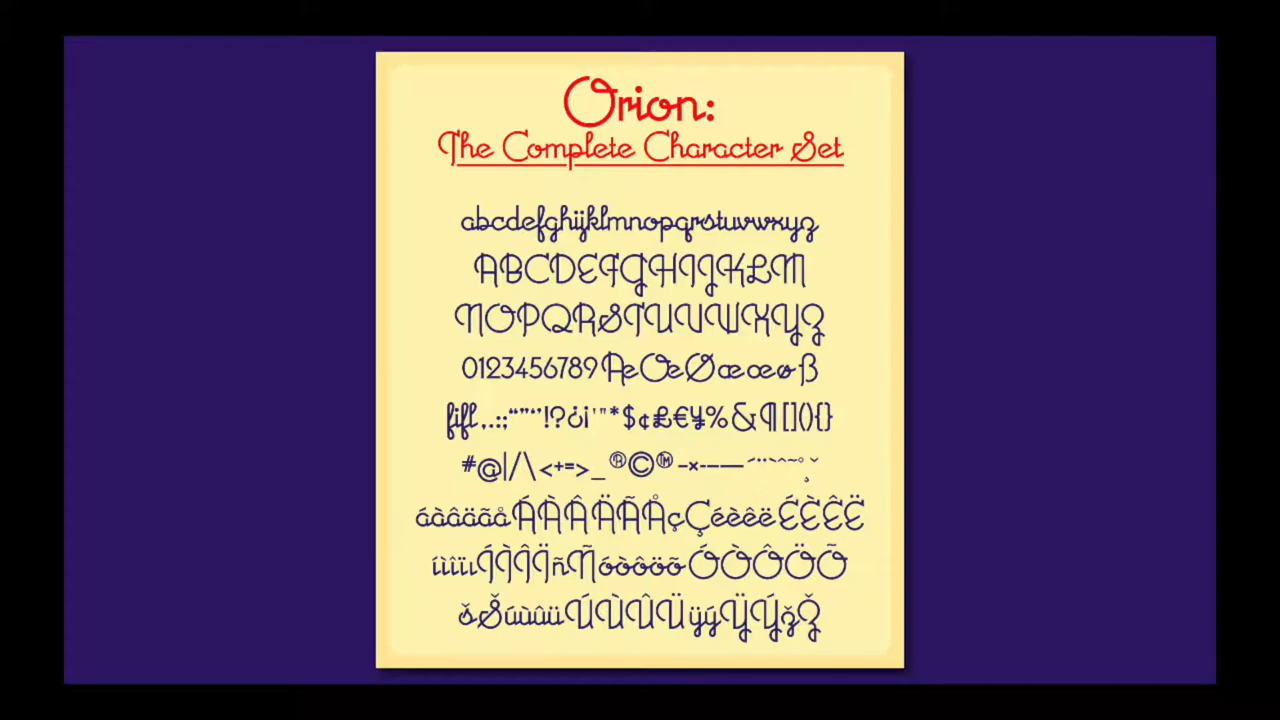 Orion:
The Complete Character Set
abcdefghijklmnopqrstuvwxyz
ABCDEFGHIJKLM
NOPQRSTUVWXYZ
0123456789ÆŒØæœøß
fifl,.:;“”‘’!?¿¡'"*$¢£€¥%&¶[](){}
#@|/\<+=>_®©™-×-–—´¨`^~°¸ˇ
áàâäãåÁÀÂÄÃÅçÇéèêëÉÈÊË
íìîïıÍÌÎÏñÑóòôöõÓÒÔÖÕ
šŠúùûüÚÙÛÜÿýŸÝžŽ